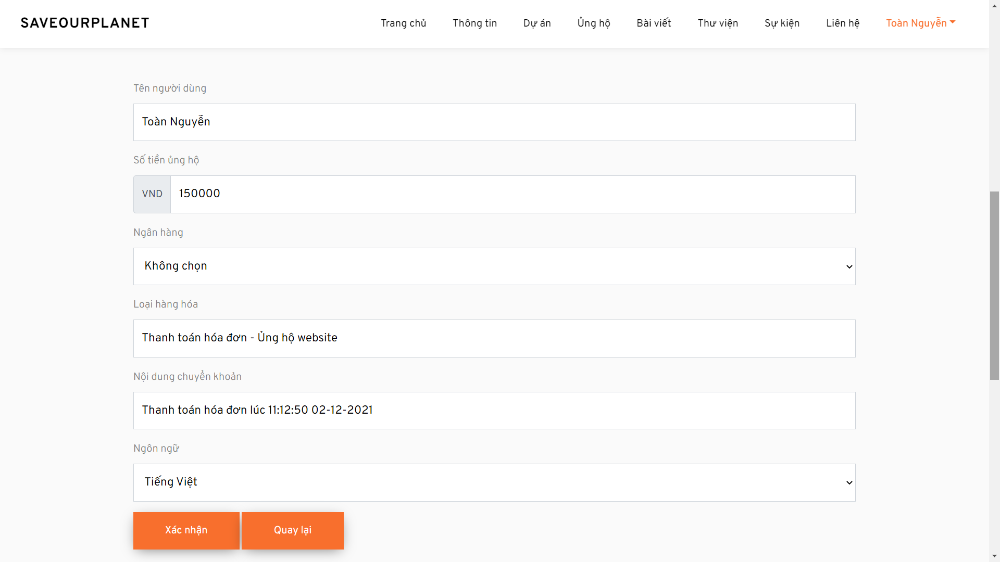 SAVEOURPLANET
Trang chủ Thông tin Dự án Ủng hộ Bài viết Thư viện Sự kiện Liên hệ Toàn Nguyễn
Tên người dùng
Toàn Nguyễn
Số tiền ủng hộ
VND 150000
Ngân hàng
Không chọn
Loại hàng hóa
Thanh toán hóa đơn - Ủng hộ website
Nội dung chuyển khoản
Thanh toán hóa đơn lúc 11:12:50 02-12-2021
Ngôn ngữ
Tiếng Việt
Xác nhận Quay lại